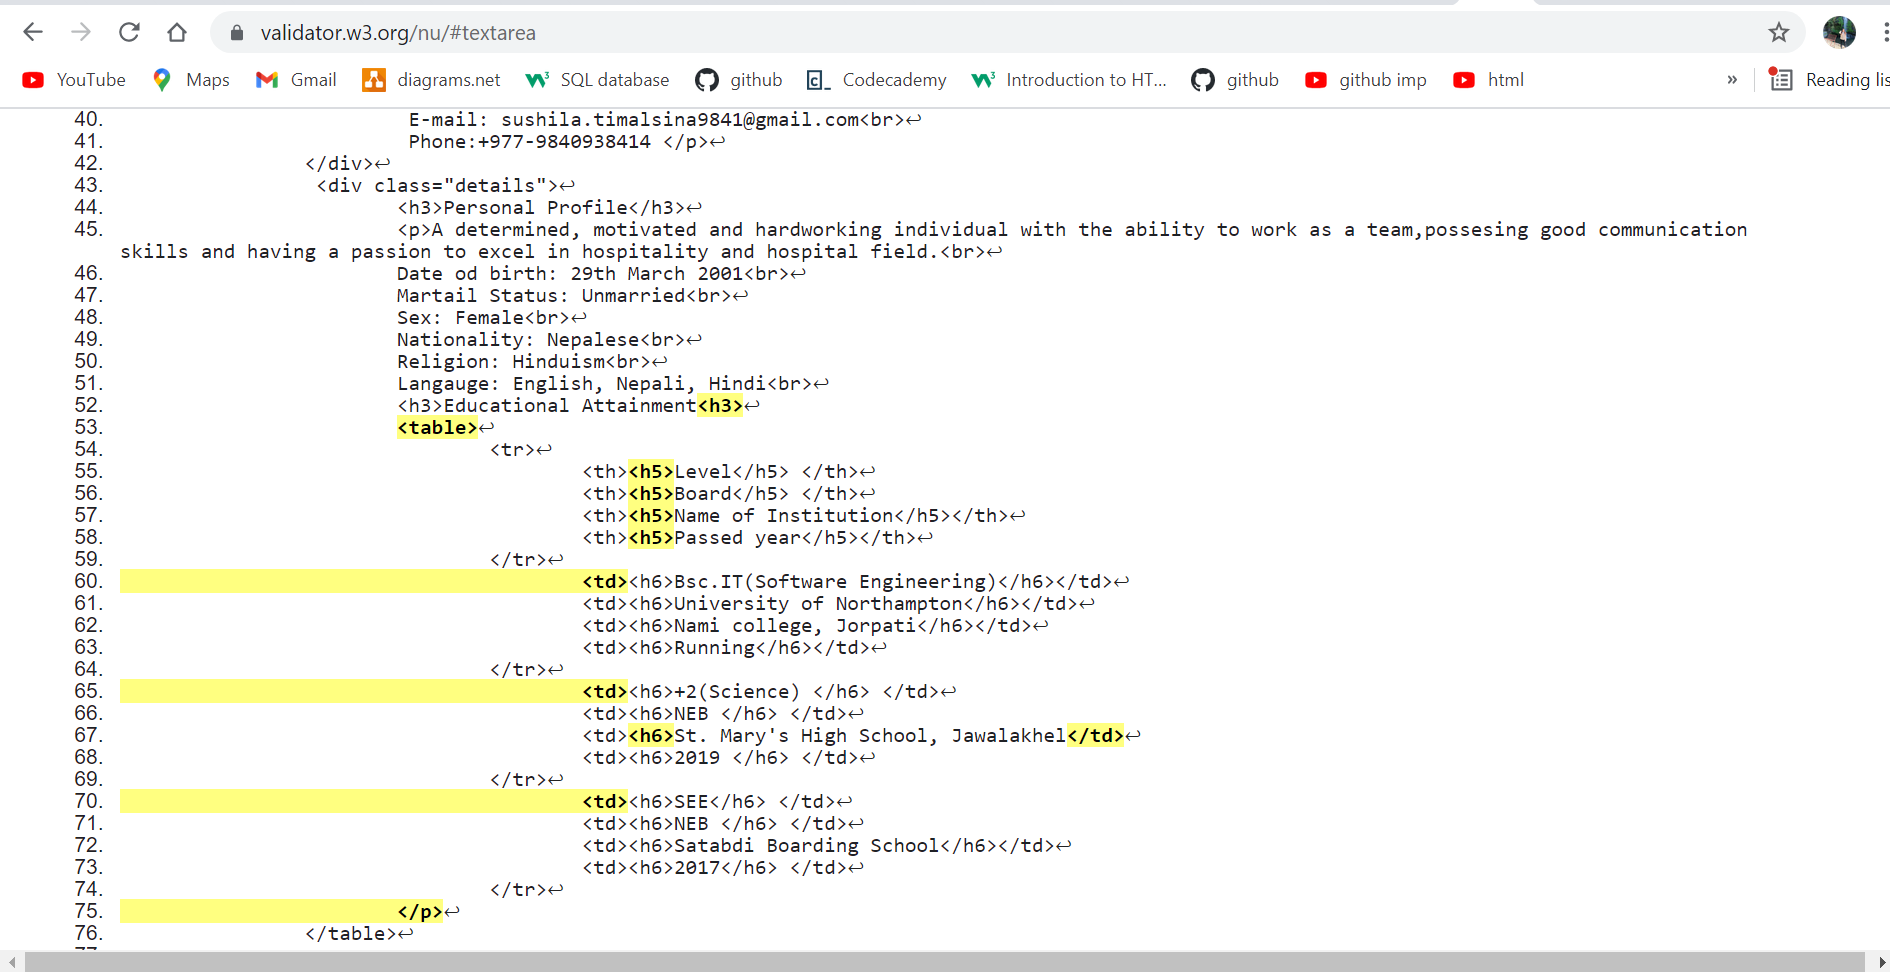 validator.w3.org/nu/#textarea
YouTube Maps Gmail diagrams.net SQL database github Codecademy Introduction to HT... github github imp html » Reading lis
40. E-mail: sushila.timalsina9841@gmail.com<br>↩
41. Phone:+977-9840938414 </p>↩
42. </div>↩
43. <div class="details">↩
44. <h3>Personal Profile</h3>↩
45. <p>A determined, motivated and hardworking individual with the ability to work as a team,possesing good communication
skills and having a passion to excel in hospitality and hospital field.<br>↩
46. Date od birth: 29th March 2001<br>↩
47. Martail Status: Unmarried<br>↩
48. Sex: Female<br>↩
49. Nationality: Nepalese<br>↩
50. Religion: Hinduism<br>↩
51. Langauge: English, Nepali, Hindi<br>↩
52. <h3>Educational Attainment<h3>↩
53. <table>↩
54. <tr>↩
55. <th><h5>Level</h5> </th>↩
56. <th><h5>Board</h5> </th>↩
57. <th><h5>Name of Institution</h5></th>↩
58. <th><h5>Passed year</h5></th>↩
59. </tr>↩
60. <td><h6>Bsc.IT(Software Engineering)</h6></td>↩
61. <td><h6>University of Northampton</h6></td>↩
62. <td><h6>Nami college, Jorpati</h6></td>↩
63. <td><h6>Running</h6></td>↩
64. </tr>↩
65. <td><h6>+2(Science) </h6> </td>↩
66. <td><h6>NEB </h6> </td>↩
67. <td><h6>St. Mary's High School, Jawalakhel</td>↩
68. <td><h6>2019 </h6> </td>↩
69. </tr>↩
70. <td><h6>SEE</h6> </td>↩
71. <td><h6>NEB </h6> </td>↩
72. <td><h6>Satabdi Boarding School</h6></td>↩
73. <td><h6>2017</h6> </td>↩
74. </tr>↩
75. </p>↩
76. </table>↩